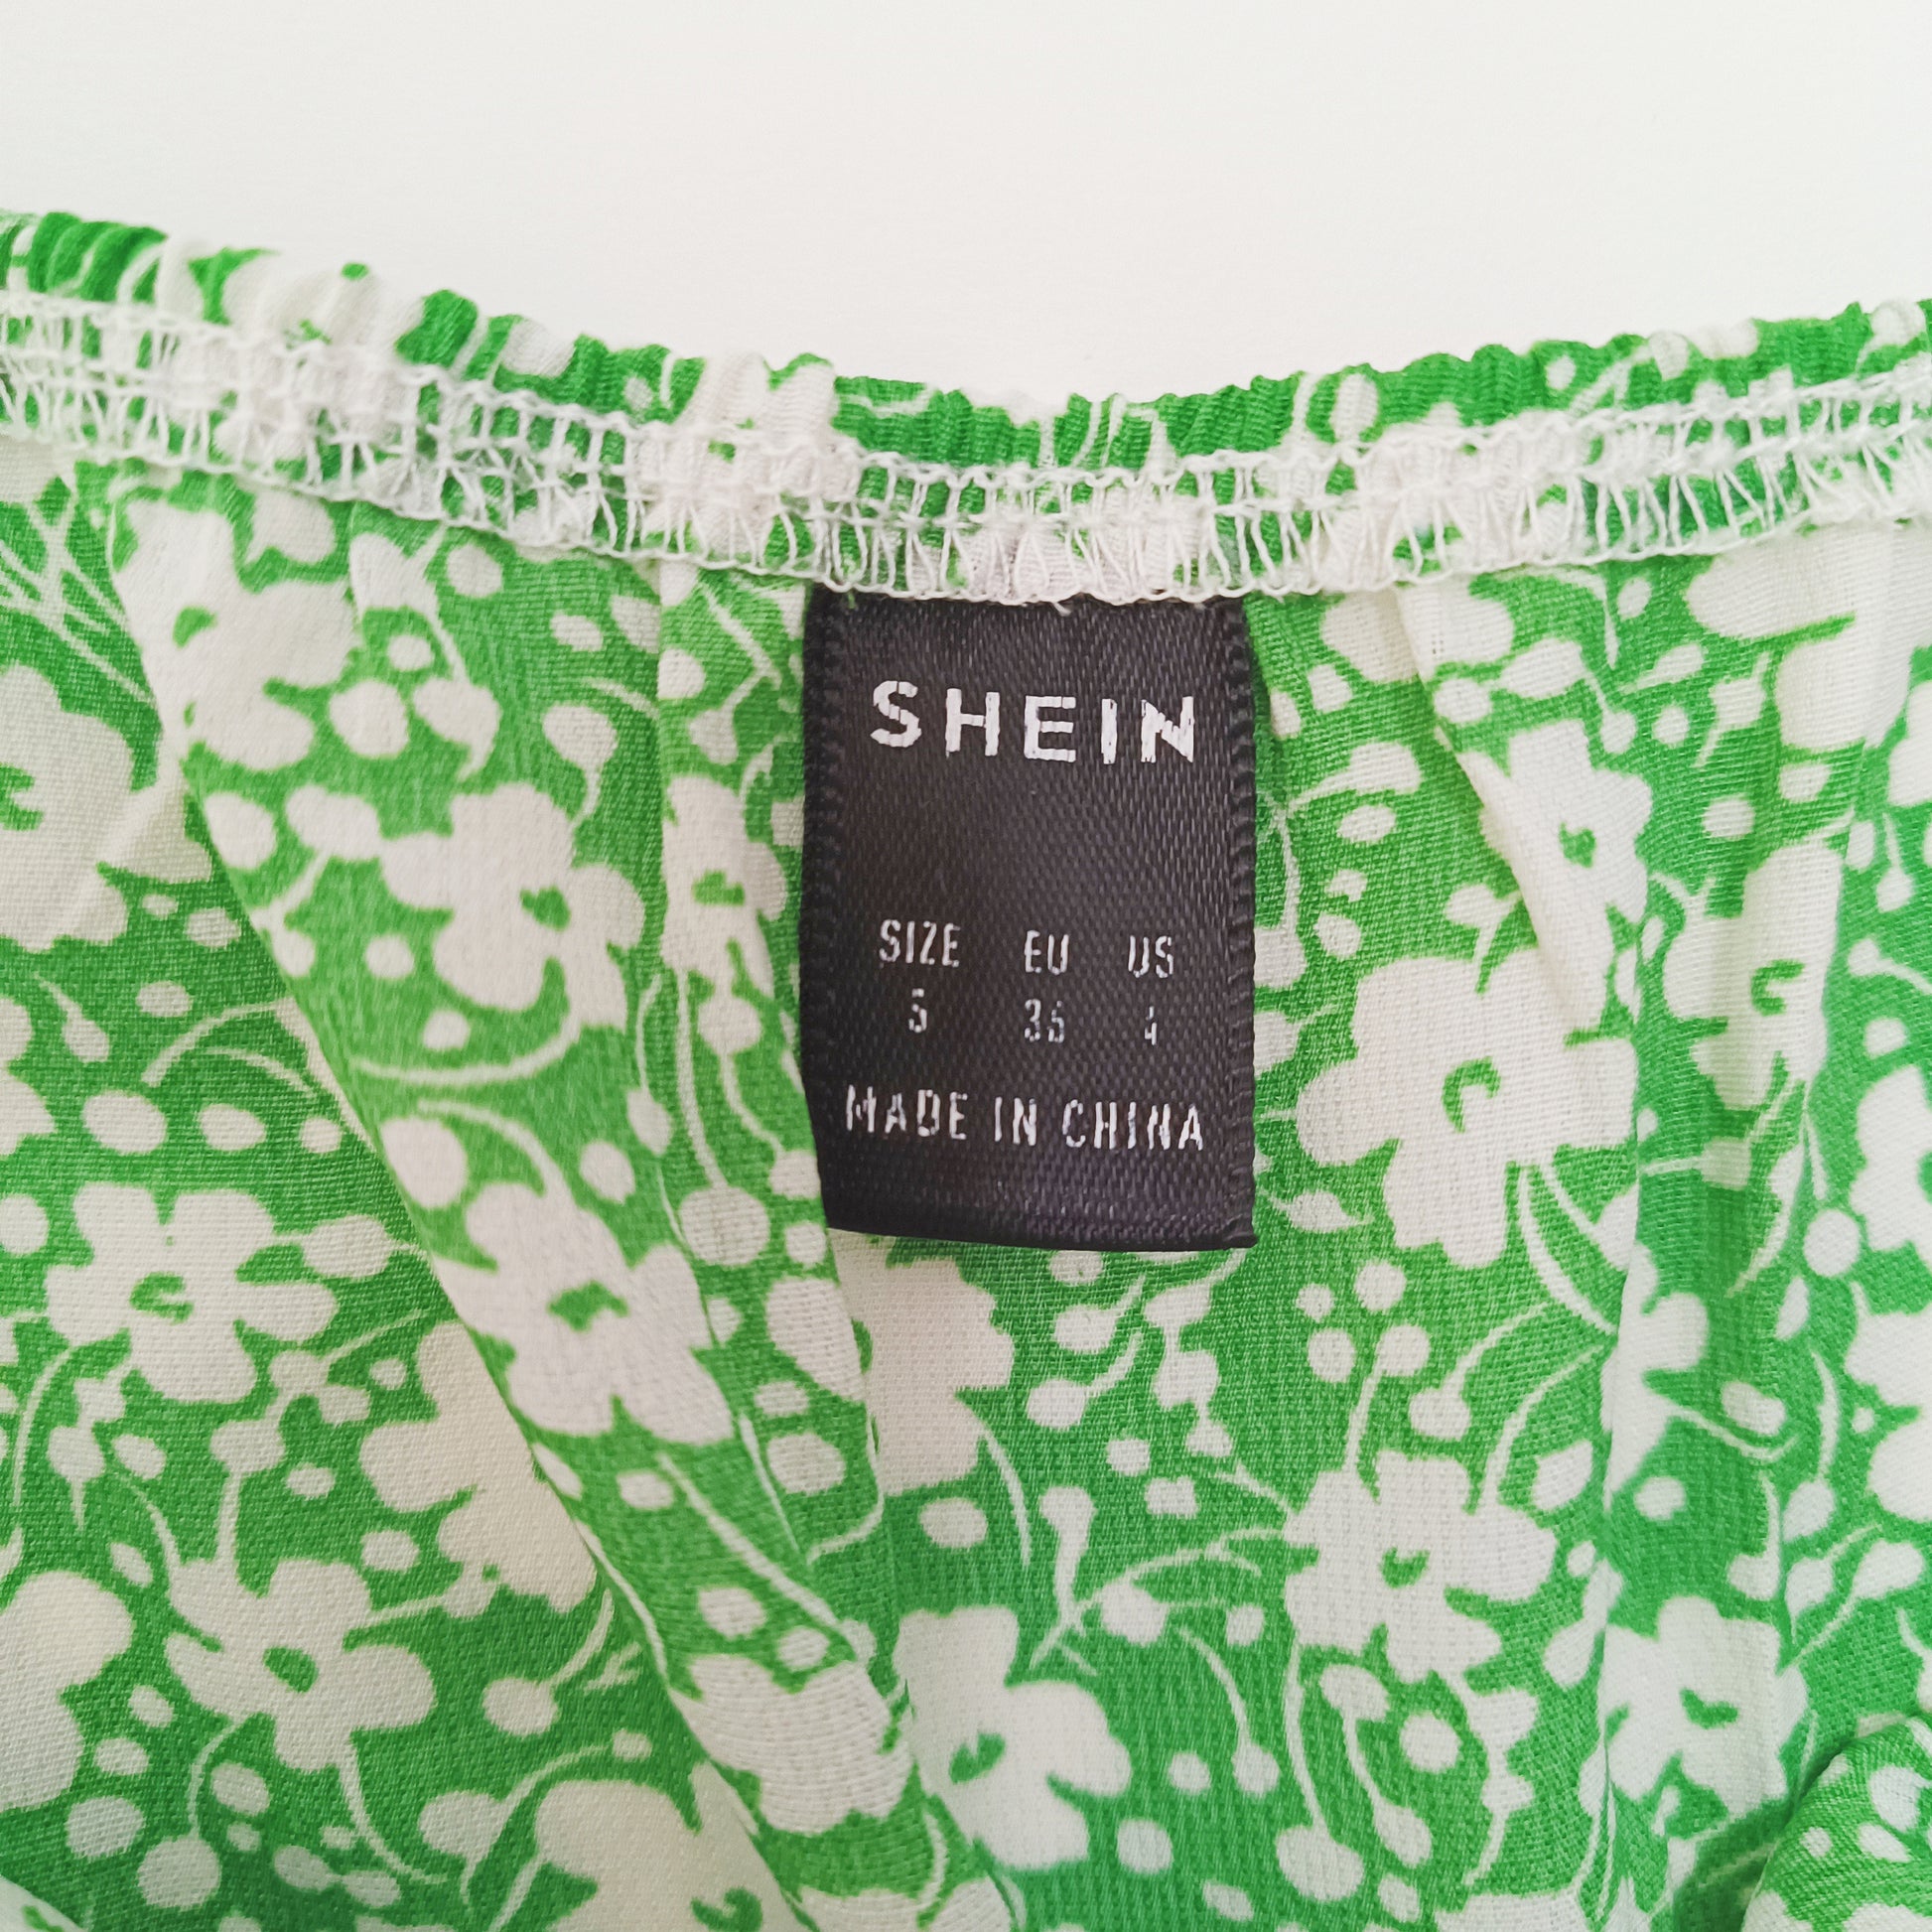 SHEIN
SIZE EU US
S 36 4
MADE IN CHINA